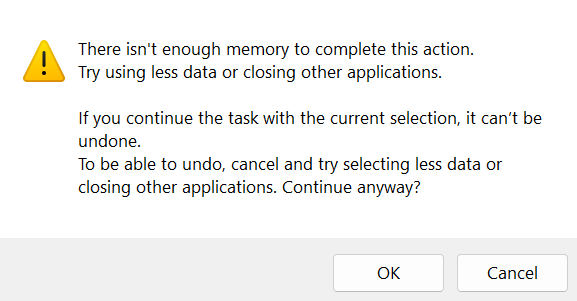 There isn't enough memory to complete this action.
Try using less data or closing other applications.
If you continue the task with the current selection, it can’t be
undone.
To be able to undo, cancel and try selecting less data or
closing other applications. Continue anyway?
OK
Cancel